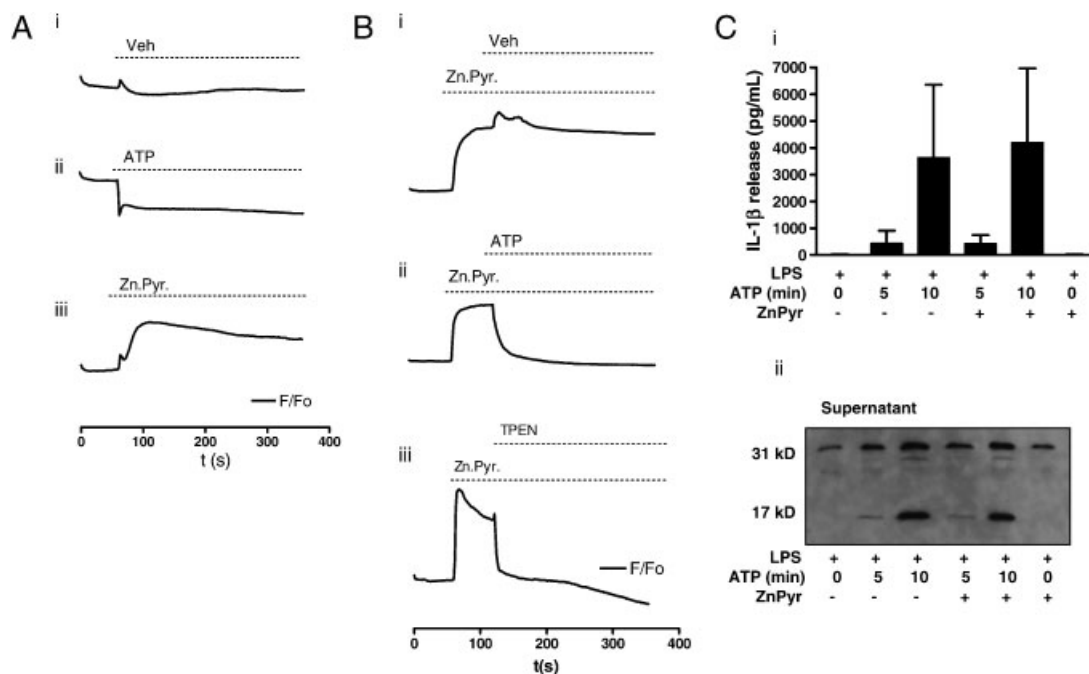 A
i
Veh
ii
ATP
iii
Zn.Pyr.
F/Fo
0 100 200 300 400
t (s)
B
i
Veh
Zn.Pyr.
ii
ATP
Zn.Pyr.
iii
TPEN
Zn.Pyr.
F/Fo
0 100 200 300 400
t(s)
C
i
IL-1β release (pg/mL)
7000
6000
5000
4000
3000
2000
1000
0
LPS + + + + + +
ATP (min) 0 5 10 5 10 0
ZnPyr - - - + + +
ii
Supernatant
31 kD
17 kD
LPS + + + + + +
ATP (min) 0 5 10 5 10 0
ZnPyr - - - + + +